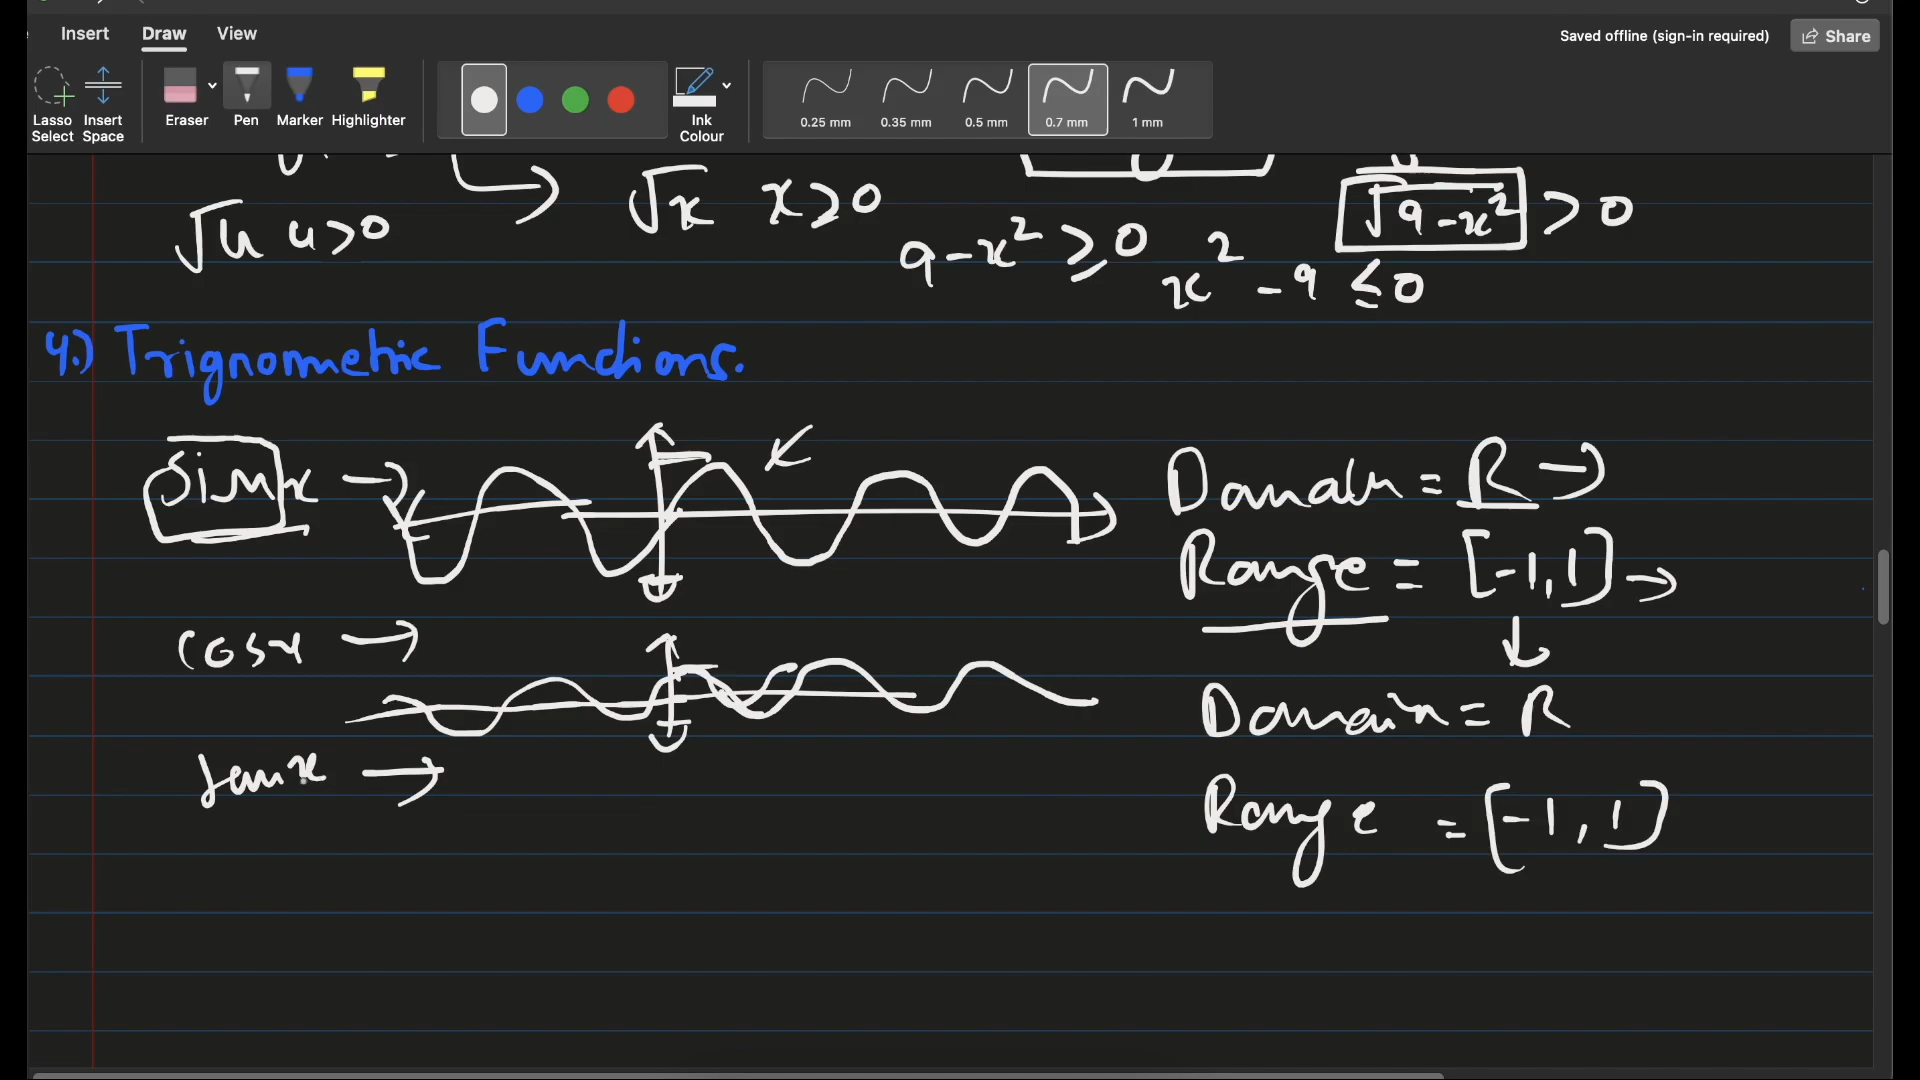 Insert Draw View
Saved offline (sign-in required) Share
Lasso Select Insert Space Eraser Pen Marker Highlighter Ink Colour 0.25 mm 0.35 mm 0.5 mm 0.7 mm 1 mm
√u u>0 √x x≥0 9-x² ≥0 √9-x² > 0
x² - 9 ≤0
4.) Trignometric Functions.
Sinx → Domain = R →
Range = [-1,1] →
Cosx → Domain = R
tanx → Range = [-1,1]